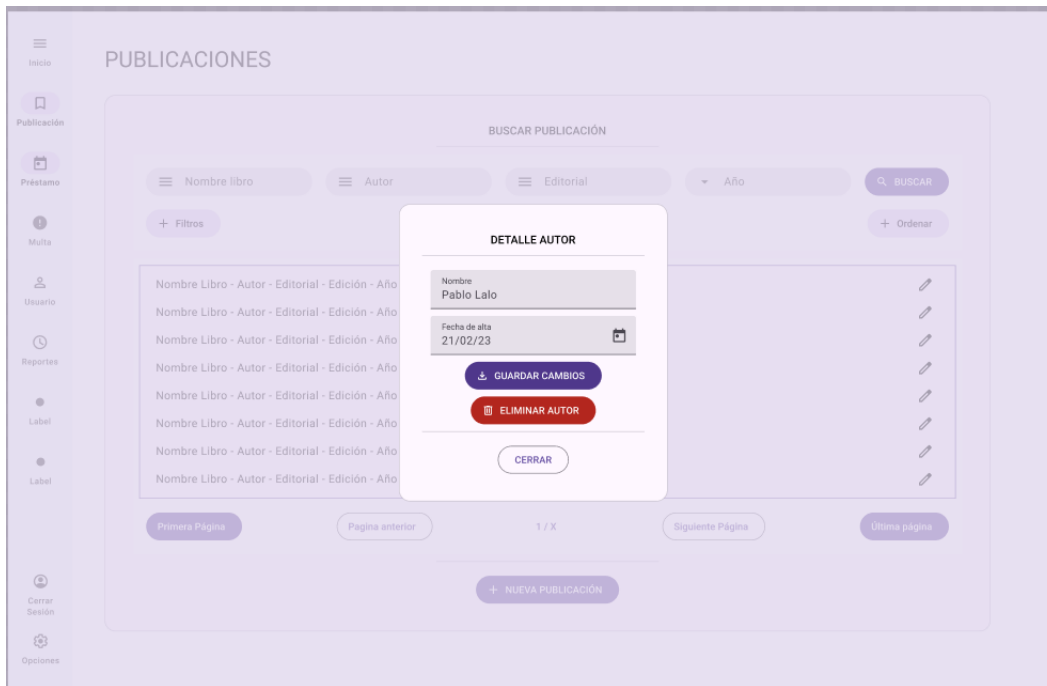 Inicio
Publicación
Préstamo
Multa
Usuario
Reportes
Label
Label
Cerrar
Sesión
Opciones
PUBLICACIONES
BUSCAR PUBLICACIÓN
Nombre libro
Autor
Editorial
Año
BUSCAR
+ Filtros
+ Ordenar
Nombre Libro - Autor - Editorial - Edición - Año
Nombre Libro - Autor - Editorial - Edición - Año
Nombre Libro - Autor - Editorial - Edición - Año
Nombre Libro - Autor - Editorial - Edición - Año
Nombre Libro - Autor - Editorial - Edición - Año
Nombre Libro - Autor - Editorial - Edición - Año
Nombre Libro - Autor - Editorial - Edición - Año
Nombre Libro - Autor - Editorial - Edición - Año
DETALLE AUTOR
Nombre
Pablo Lalo
Fecha de alta
21/02/23
GUARDAR CAMBIOS
ELIMINAR AUTOR
CERRAR
Primera Página
Pagina anterior
1 / X
Siguiente Página
Última página
+ NUEVA PUBLICACIÓN